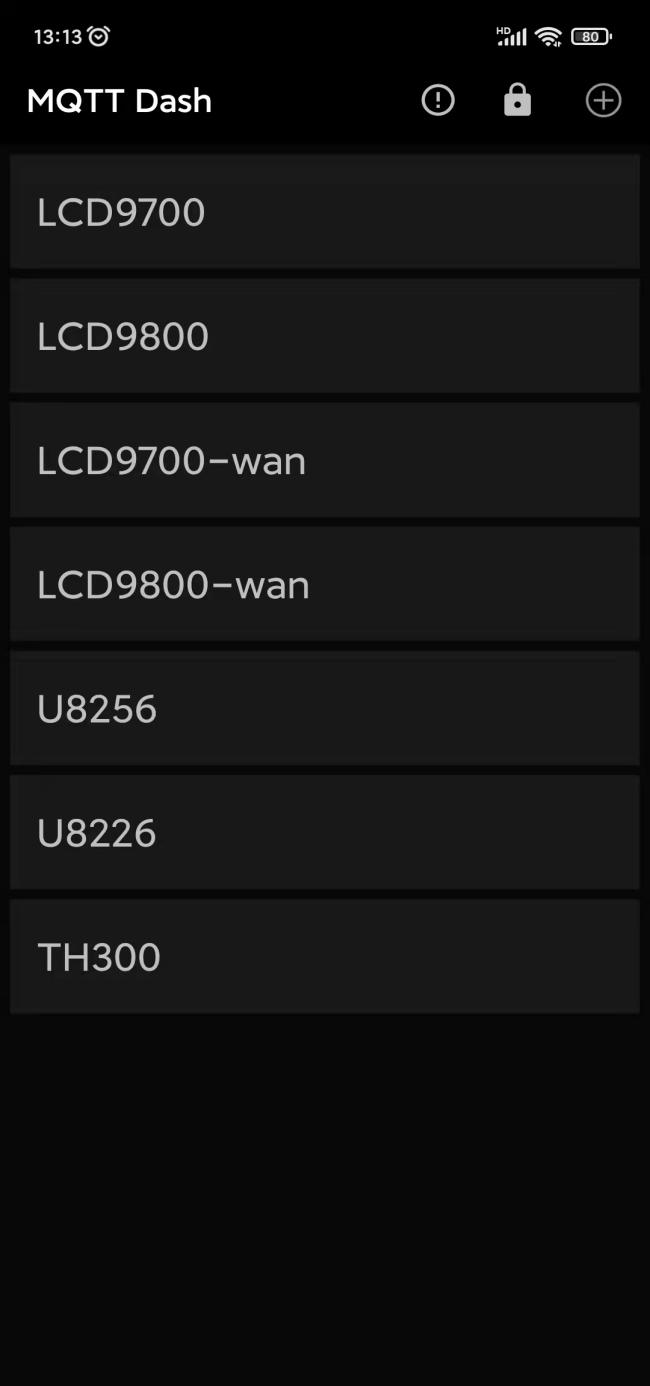 13:13 HD 80
MQTT Dash
LCD9700
LCD9800
LCD9700-wan
LCD9800-wan
U8256
U8226
TH300